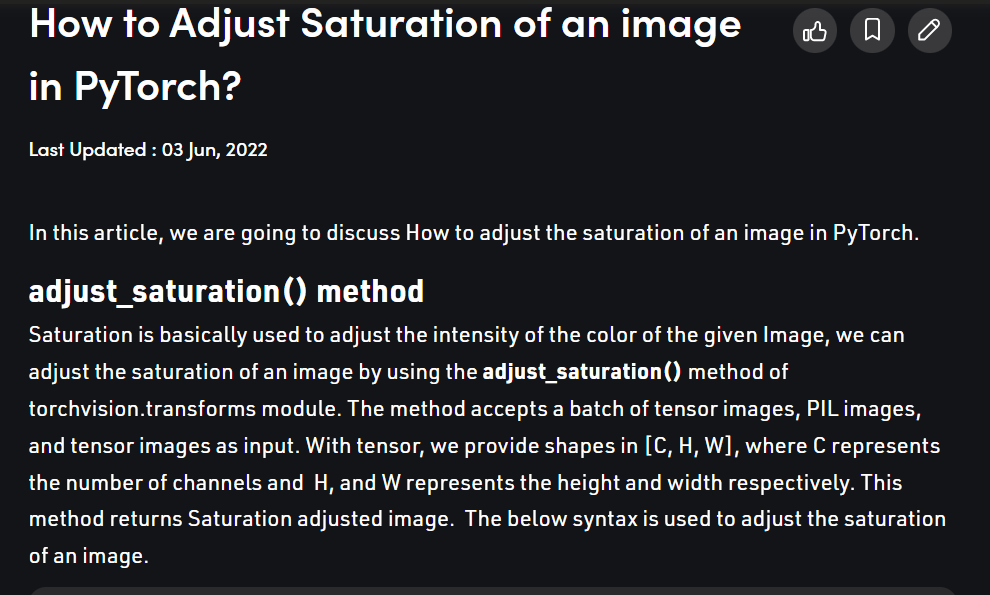 How to Adjust Saturation of an image
in PyTorch?
Last Updated : 03 Jun, 2022
In this article, we are going to discuss How to adjust the saturation of an image in PyTorch.
adjust_saturation() method
Saturation is basically used to adjust the intensity of the color of the given Image, we can
adjust the saturation of an image by using the adjust_saturation() method of
torchvision.transforms module. The method accepts a batch of tensor images, PIL images,
and tensor images as input. With tensor, we provide shapes in [C, H, W], where C represents
the number of channels and  H, and W represents the height and width respectively. This
method returns Saturation adjusted image.  The below syntax is used to adjust the saturation
of an image.